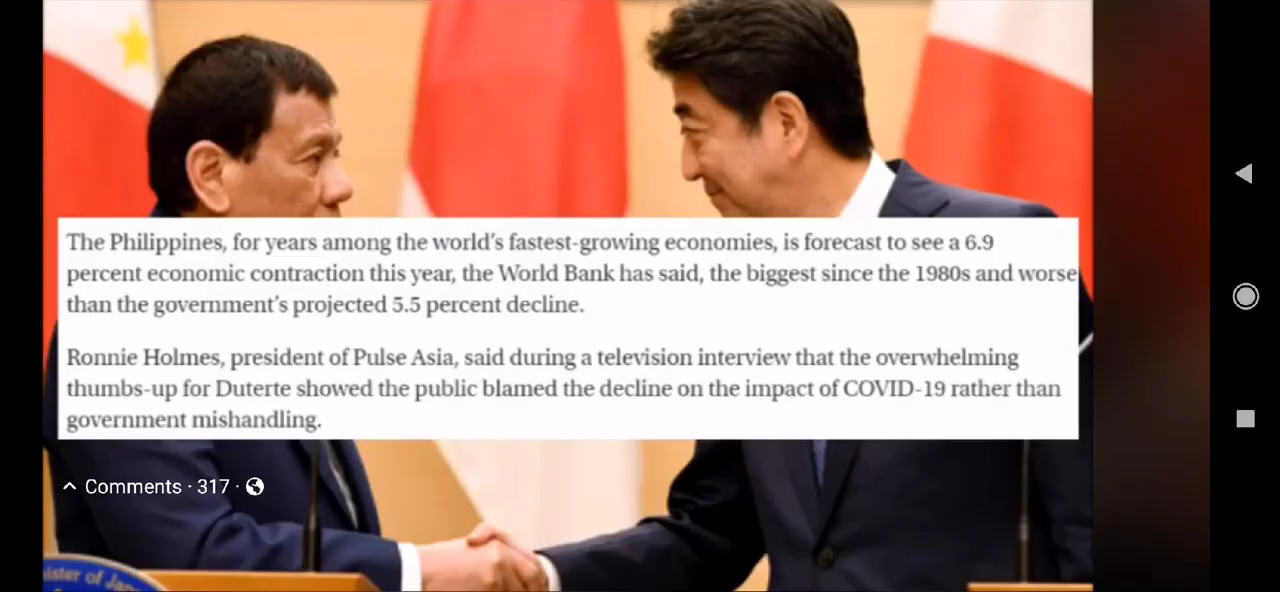 The Philippines, for years among the world's fastest-growing economies, is forecast to see a 6.9
percent economic contraction this year, the World Bank has said, the biggest since the 1980s and worse
than the government's projected 5.5 percent decline.
Ronnie Holmes, president of Pulse Asia, said during a television interview that the overwhelming
thumbs-up for Duterte showed the public blamed the decline on the impact of COVID-19 rather than
government mishandling.
Comments · 317 ·